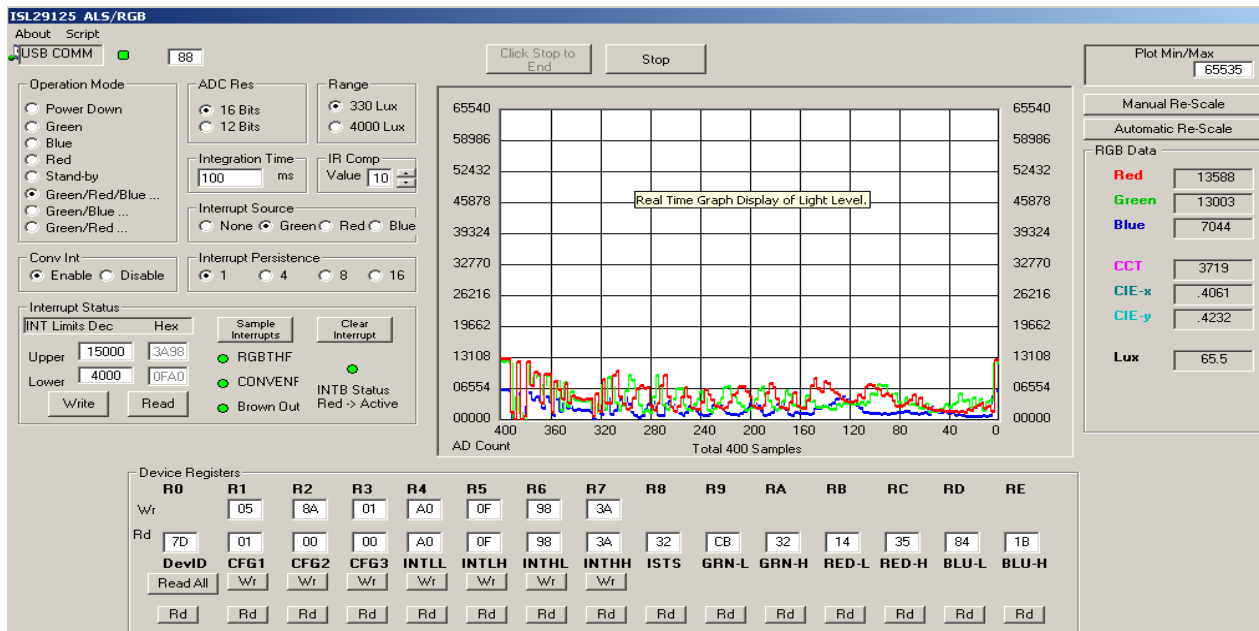 ISL29125 ALS/RGB
About Script
USB COMM 88
Click Stop to
End
Stop
Plot Min/Max
65535
Manual Re-Scale
Automatic Re-Scale
Operation Mode
Power Down
Green
Blue
Red
Stand-by
Green/Red/Blue ...
Green/Blue ...
Green/Red ...
ADC Res
16 Bits
12 Bits
Range
330 Lux
4000 Lux
Integration Time
100 ms
IR Comp
Value 10
Interrupt Source
None Green Red Blue
Conv Int
Enable Disable
Interrupt Persistence
1 4 8 16
Interrupt Status
INT Limits Dec Hex
Upper 15000 3A98
Lower 4000 0FA0
Write Read
Sample
Interrupts
RGBTHF
CONVENF
Brown Out
Clear
Interrupt
INTB Status
Red -> Active
65540 65540
58986 58986
52432 52432
Real Time Graph Display of Light Level.
45878 45878
39324 39324
32770 32770
26216 26216
19662 19662
13108 13108
06554 06554
00000 00000
400 360 320 280 240 200 160 120 80 40 0
AD Count Total 400 Samples
RGB Data
Red 13588
Green 13003
Blue 7044
CCT 3719
CIE-x .4061
CIE-y .4232
Lux 65.5
Device Registers
R0 R1 R2 R3 R4 R5 R6 R7 R8 R9 RA RB RC RD RE
Wr 05 8A 01 A0 0F 98 3A
Rd 7D 01 00 00 A0 0F 98 3A 32 CB 32 14 35 84 1B
DevID CFG1 CFG2 CFG3 INTLL INTLH INTHL INTHH ISTS GRN-L GRN-H RED-L RED-H BLU-L BLU-H
Read All Wr Wr Wr Wr Wr Wr Wr
Rd Rd Rd Rd Rd Rd Rd Rd Rd Rd Rd Rd Rd Rd Rd